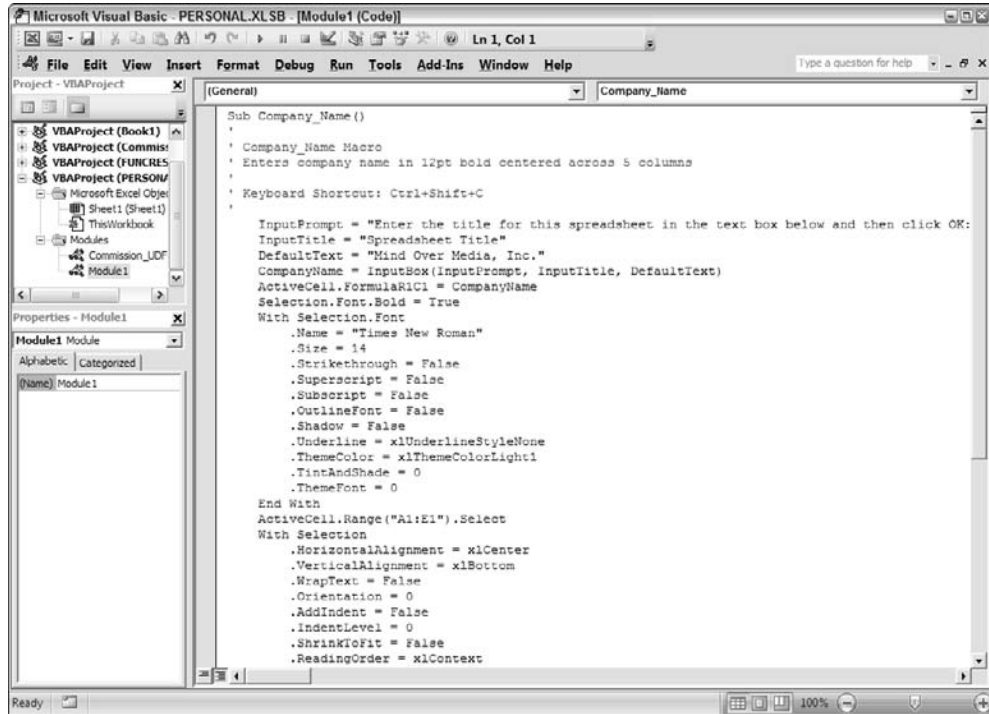 Microsoft Visual Basic - PERSONAL.XLSB - [Module1 (Code)]
Ln 1, Col 1
File Edit View Insert Format Debug Run Tools Add-Ins Window Help
Type a question for help
Project - VBAProject
VBAProject (Book1)
VBAProject (Commis
VBAProject (FUNCRES
VBAProject (PERSON
Microsoft Excel Objec
Sheet1 (Sheet1)
ThisWorkbook
Modules
Commission_UDF
Module1
Properties - Module1
Module1 Module
Alphabetic Categorized
(Name) Module1
(General)
Company_Name
Sub Company_Name()
'
' Company_Name Macro
' Enters company name in 12pt bold centered across 5 columns
'
' Keyboard Shortcut: Ctrl+Shift+C
'
InputPrompt = "Enter the title for this spreadsheet in the text box below and then click OK:
InputTitle = "Spreadsheet Title"
DefaultText = "Mind Over Media, Inc."
CompanyName = InputBox(InputPrompt, InputTitle, DefaultText)
ActiveCell.FormulaR1C1 = CompanyName
Selection.Font.Bold = True
With Selection.Font
.Name = "Times New Roman"
.Size = 14
.Strikethrough = False
.Superscript = False
.Subscript = False
.OutlineFont = False
.Shadow = False
.Underline = xlUnderlineStyleNone
.ThemeColor = xlThemeColorLight1
.TintAndShade = 0
.ThemeFont = 0
End With
ActiveCell.Range("A1:E1").Select
With Selection
.HorizontalAlignment = xlCenter
.VerticalAlignment = xlBottom
.WrapText = False
.Orientation = 0
.AddIndent = False
.IndentLevel = 0
.ShrinkToFit = False
.ReadingOrder = xlContext
Ready
100%